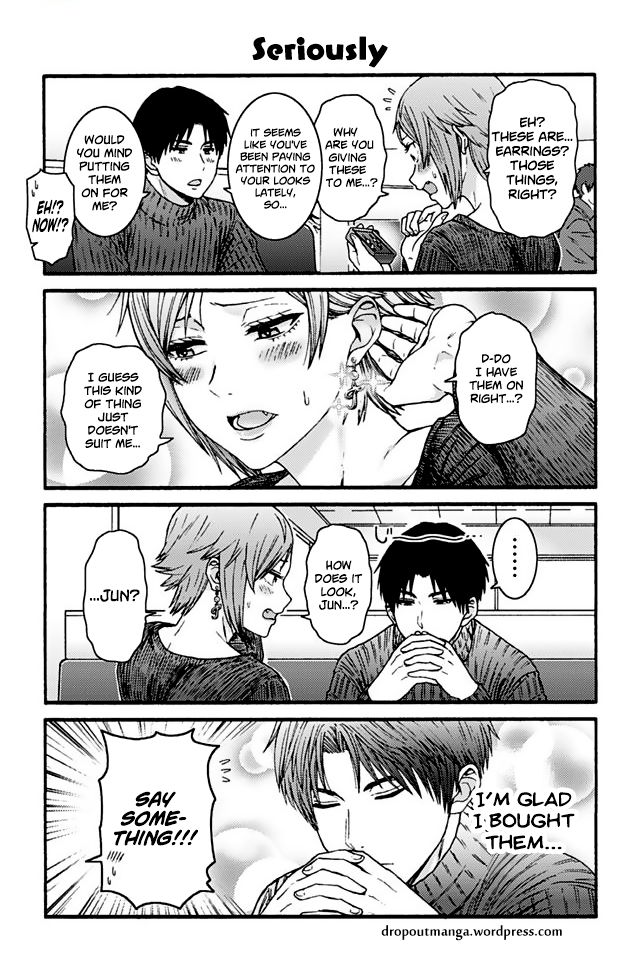 Seriously
EH?
THESE ARE...
EARRINGS?
THOSE
THINGS,
RIGHT?
WHY
ARE YOU
GIVING
THESE
TO ME...?
IT SEEMS
LIKE YOU'VE
BEEN PAYING
ATTENTION TO
YOUR LOOKS
LATELY,
SO...
WOULD
YOU MIND
PUTTING
THEM
ON FOR
ME?
EH!?
NOW!?
D-DO
I HAVE
THEM ON
RIGHT...?
I GUESS
THIS KIND
OF THING
JUST
DOESN'T
SUIT ME...
......
じー
HOW
DOES IT
LOOK,
JUN...?
...JUN?
I'M GLAD
I BOUGHT
THEM...
SAY
SOME-
THING!!!
dropoutmanga.wordpress.com